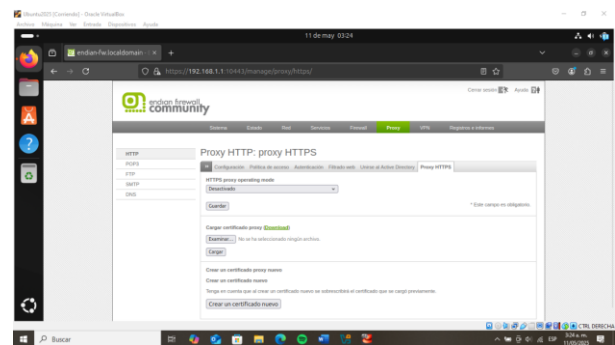 Ubuntu2025 [Corriendo] - Oracle VirtualBox
Archivo Máquina Ver Entrada Dispositivos Ayuda
11 de may 03:24
endian-fw.localdomain -
https://192.168.1.1:10443/manage/proxy/https/
Cerrar sesión Ayuda
endian firewall
community
Sistema Estado Red Servicios Firewall Proxy VPN Registros e informes
HTTP
POP3
FTP
SMTP
DNS
Proxy HTTP: proxy HTTPS
Configuración Política de acceso Autenticación Filtrado web Unirse al Active Directory Proxy HTTPS
HTTPS proxy operating mode
Desactivado
Guardar
* Este campo es obligatorio.
Cargar certificado proxy (Download)
Examinar... No se ha seleccionado ningún archivo.
Cargar
Crear un certificado proxy nuevo
Crear un certificado nuevo
Tenga en cuenta que al crear un certificado nuevo se sobrescribirá el certificado que se cargó previamente.
Crear un certificado nuevo
CTRL DERECHA
Buscar
ESP
3:24 a. m.
11/05/2025